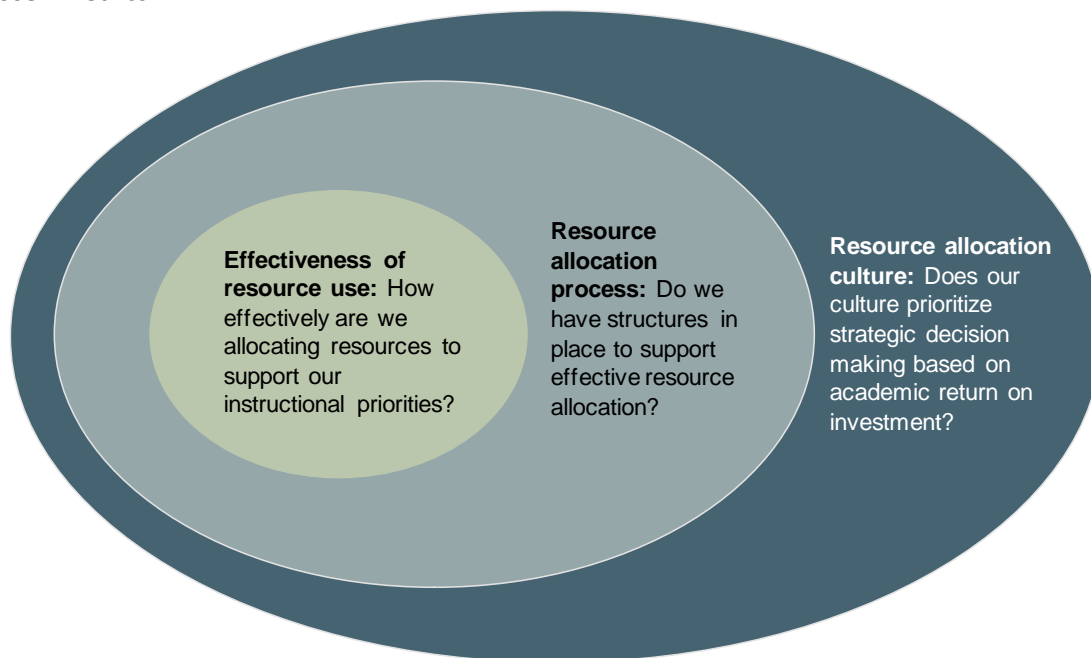 Effectiveness of
resource use: How
effectively are we
allocating resources to
support our
instructional priorities?
Resource
allocation
process: Do we
have structures in
place to support
effective resource
allocation?
Resource allocation
culture: Does our
culture prioritize
strategic decision
making based on
academic return on
investment?